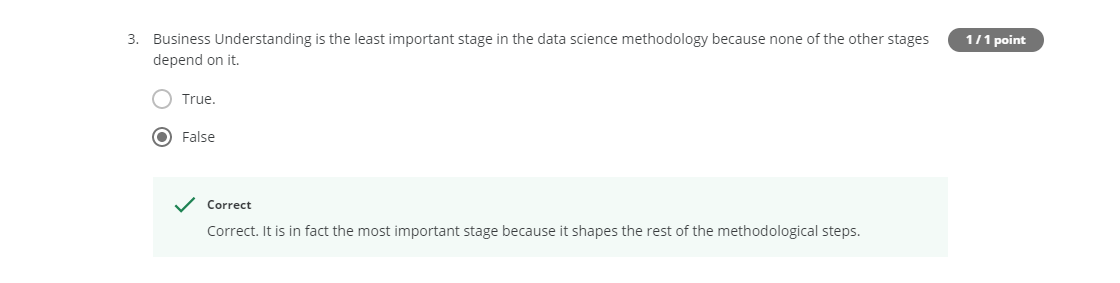 3. Business Understanding is the least important stage in the data science methodology because none of the other stages
depend on it.
1 / 1 point
True.
False
Correct
Correct. It is in fact the most important stage because it shapes the rest of the methodological steps.